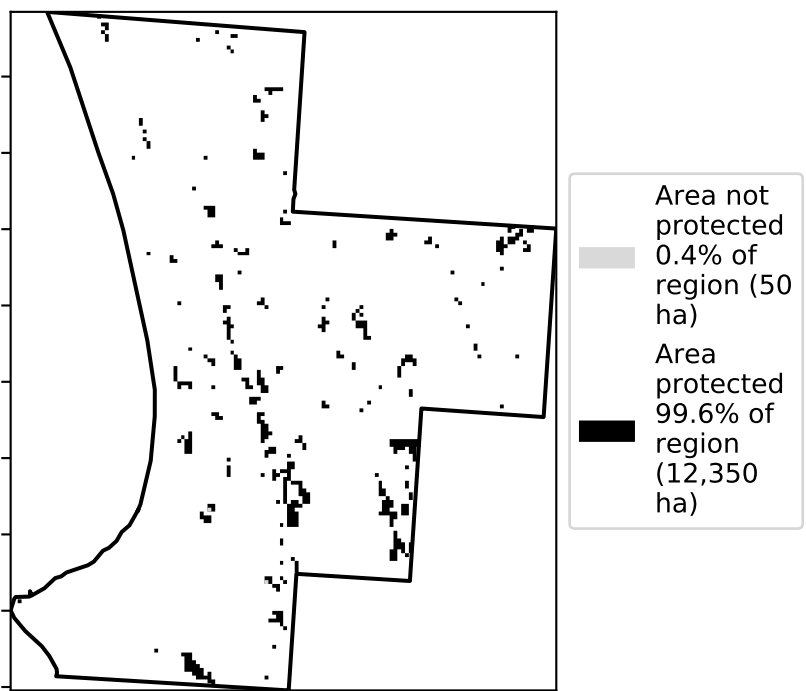 Area not
protected
0.4% of
region (50
ha)
Area
protected
99.6% of
region
(12,350
ha)